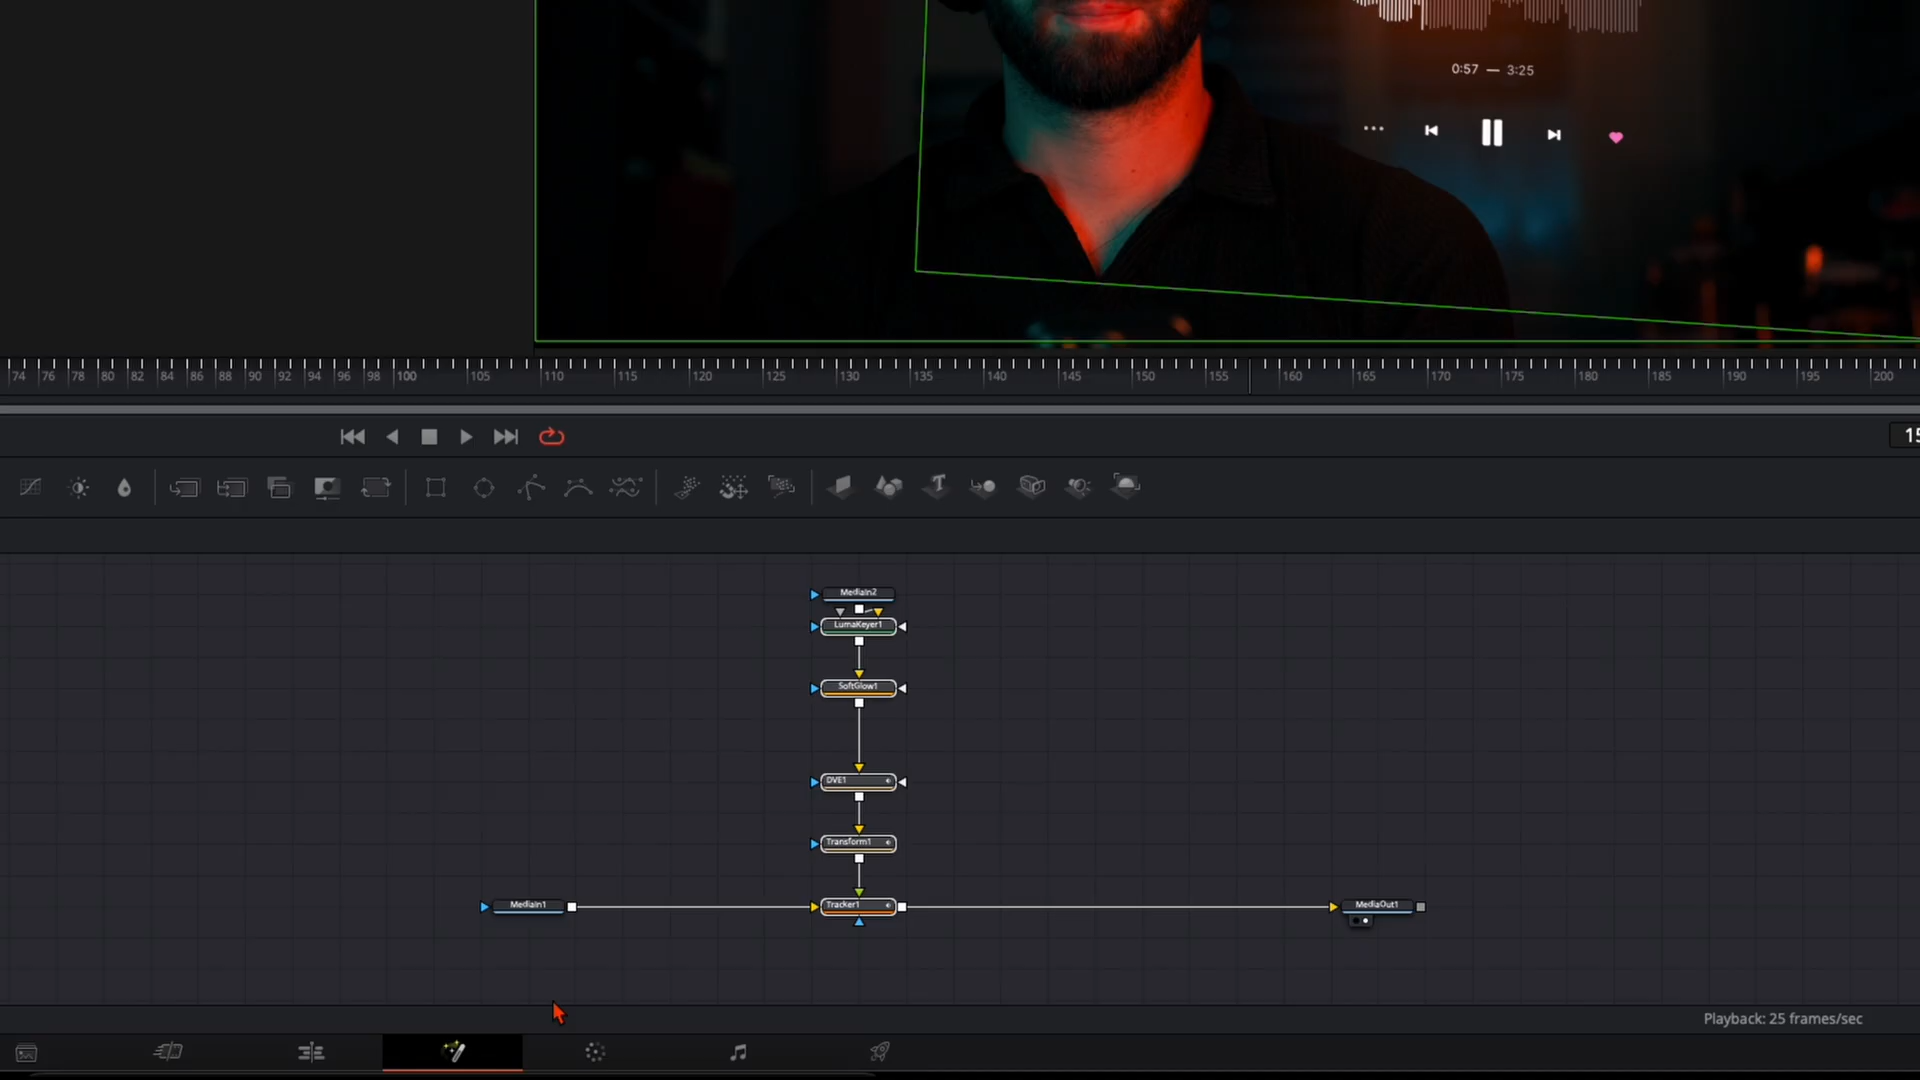 0:57 — 3:25
74 76 78 80 82 84 86 88 90 92 94 96 98 100 105 110 115 120 125 130 135 140 145 150 155 160 165 170 175 180 185 190 195 200
MediaIn2
LumaKeyer1
SoftGlow1
DVE1
Transform1
MediaIn1
Tracker1
MediaOut1
Playback: 25 frames/sec